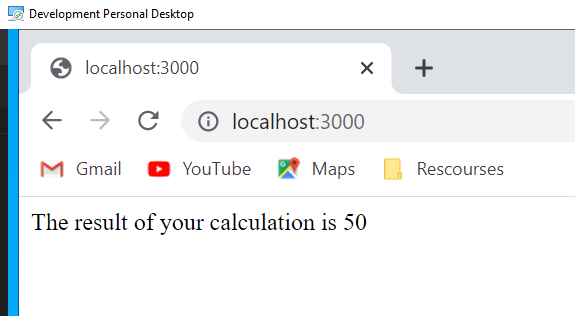 Development Personal Desktop
localhost:3000
localhost:3000
Gmail YouTube Maps Rescourses
The result of your calculation is 50